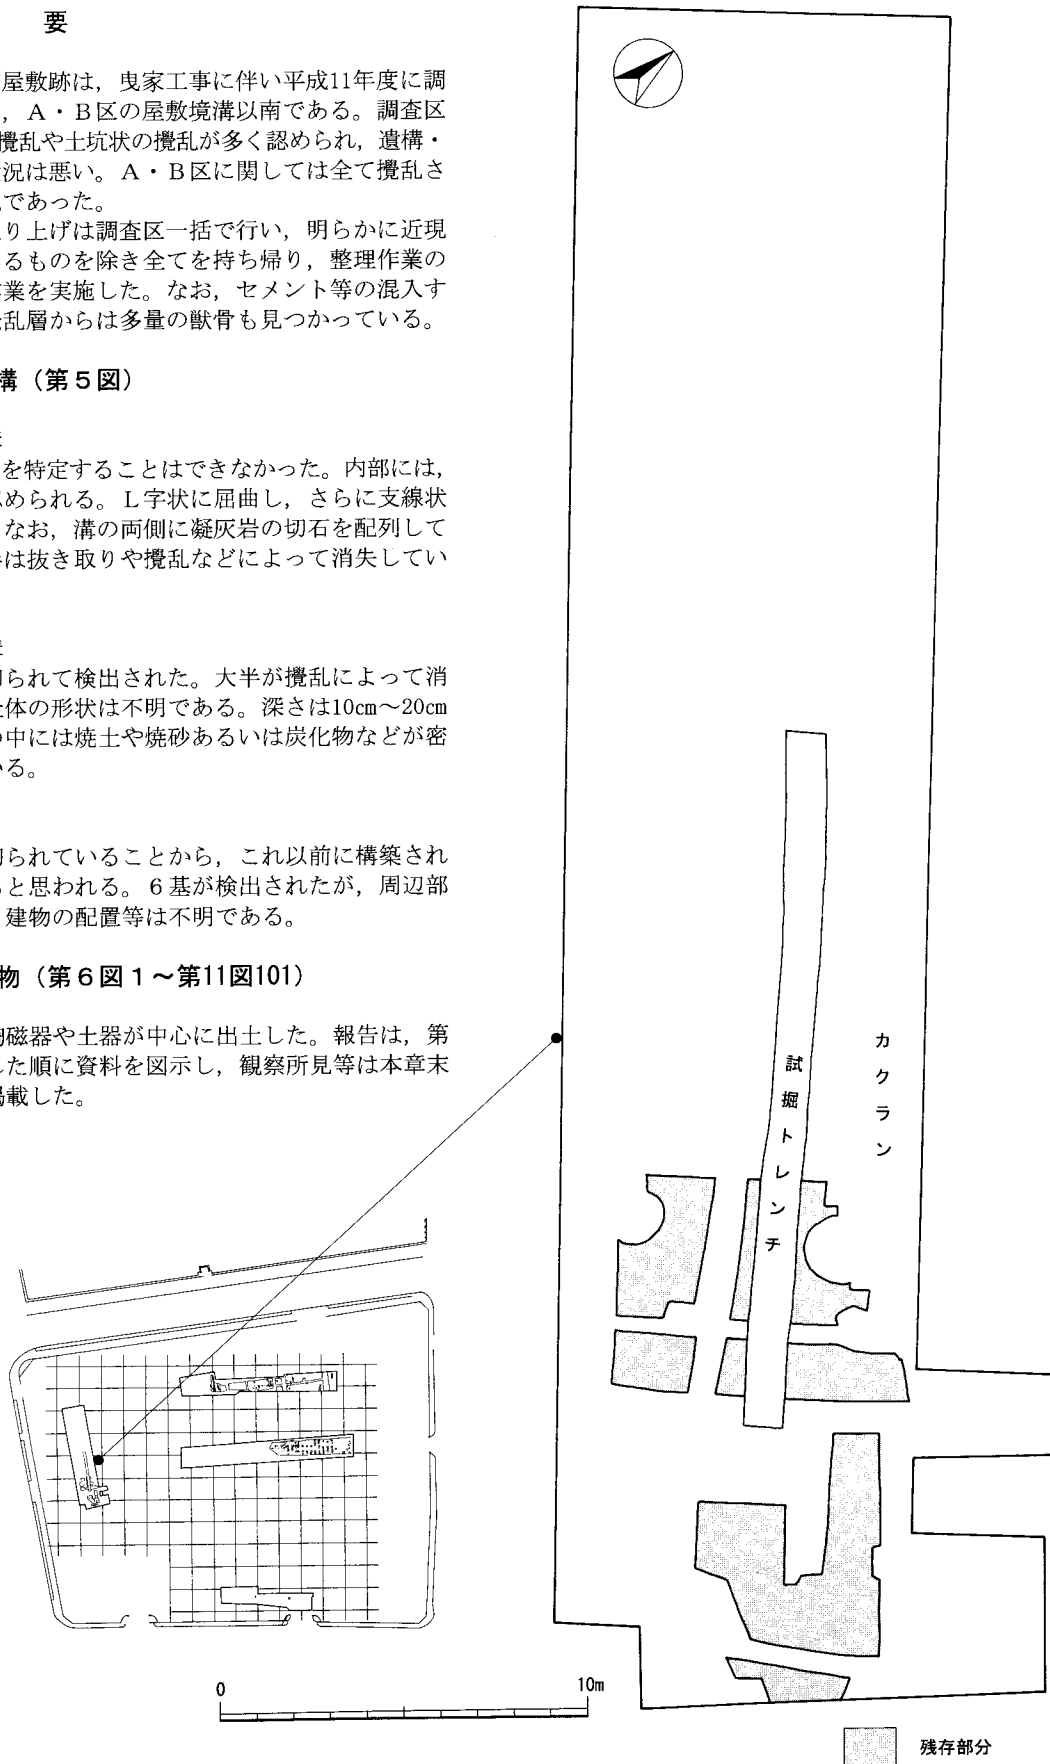 要
屋敷跡は，曳家工事に伴い平成11年度に調
，Ａ・Ｂ区の屋敷境溝以南である。調査区
攪乱や土坑状の攪乱が多く認められ，遺構・
況は悪い。Ａ・Ｂ区に関しては全て攪乱さ
であった。
り上げは調査区一括で行い，明らかに近現
るものを除き全てを持ち帰り，整理作業の
業を実施した。なお，セメント等の混入す
乱層からは多量の獣骨も見つかっている。
構（第５図）
を特定することはできなかった。内部には，
められる。Ｌ字状に屈曲し，さらに支線状
なお，溝の両側に凝灰岩の切石を配列して
は抜き取りや攪乱などによって消失してい
られて検出された。大半が攪乱によって消
体の形状は不明である。深さは10cm～20cm
中には焼土や焼砂あるいは炭化物などが密
いる。
られていることから，これ以前に構築され
ると思われる。６基が検出されたが，周辺部
建物の配置等は不明である。
物（第６図１～第11図101）
陶磁器や土器が中心に出土した。報告は，第
した順に資料を図示し，観察所見等は本章末
掲載した。
カクラン
試掘トレンチ
0
10m
残存部分